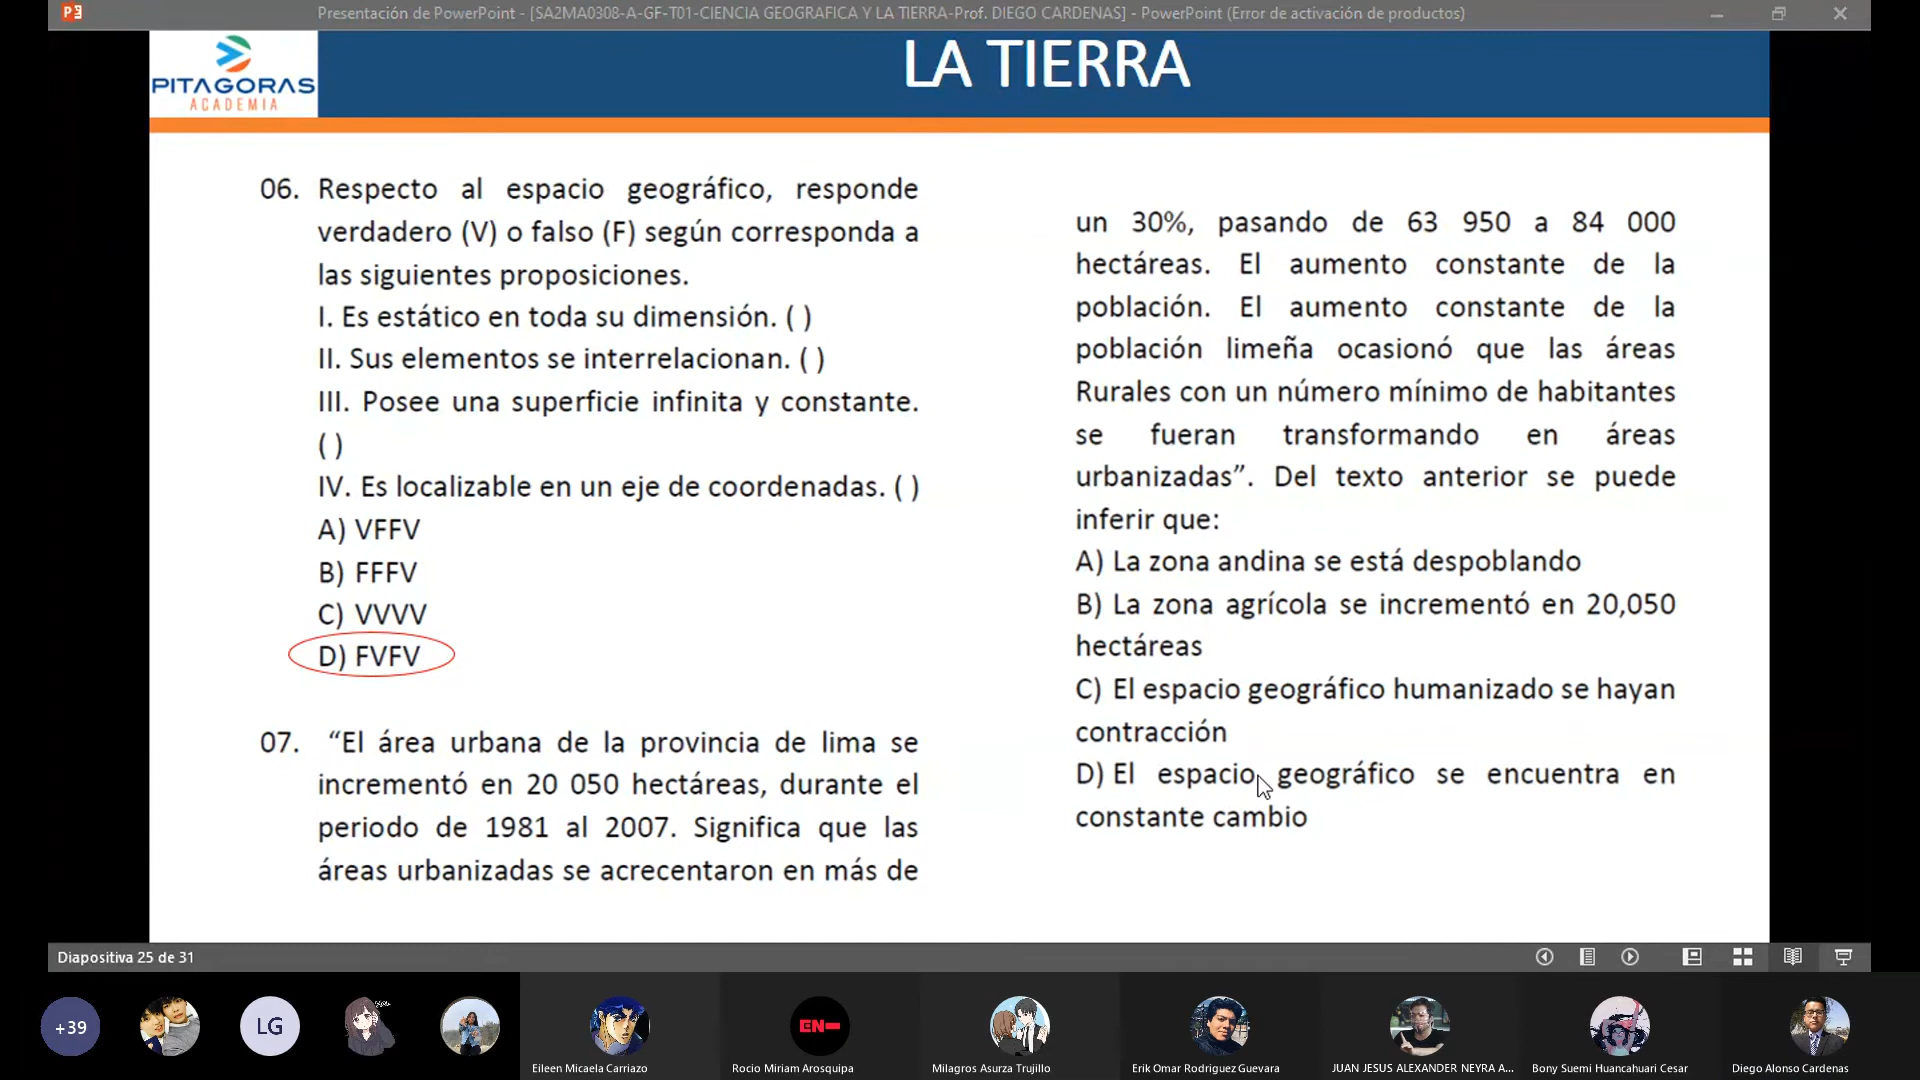 Presentación de PowerPoint - [SA2MA0308-A-GF-T01-CIENCIA GEOGRAFICA Y LA TIERRA-Prof. DIEGO CARDENAS] - PowerPoint (Error de activación de productos)
PITAGORAS
ACADEMIA
LA TIERRA
06. Respecto al espacio geográfico, responde
verdadero (V) o falso (F) según corresponda a
las siguientes proposiciones.
I. Es estático en toda su dimensión. ( )
II. Sus elementos se interrelacionan. ( )
III. Posee una superficie infinita y constante.
( )
IV. Es localizable en un eje de coordenadas. ( )
A) VFFV
B) FFFV
C) VVVV
D) FVFV
07. “El área urbana de la provincia de lima se
incrementó en 20 050 hectáreas, durante el
periodo de 1981 al 2007. Significa que las
áreas urbanizadas se acrecentaron en más de
un 30%, pasando de 63 950 a 84 000
hectáreas. El aumento constante de la
población. El aumento constante de la
población limeña ocasionó que las áreas
Rurales con un número mínimo de habitantes
se fueran transformando en áreas
urbanizadas”. Del texto anterior se puede
inferir que:
A) La zona andina se está despoblando
B) La zona agrícola se incrementó en 20,050
hectáreas
C) El espacio geográfico humanizado se hayan
contracción
D) El espacio geográfico se encuentra en
constante cambio
Diapositiva 25 de 31
+39
LG
EN
Eileen Micaela Carriazo
Rocio Miriam Arosquipa
Milagros Asurza Trujillo
Erik Omar Rodriguez Guevara
JUAN JESUS ALEXANDER NEYRA A...
Bony Suemi Huancahuari Cesar
Diego Alonso Cardenas